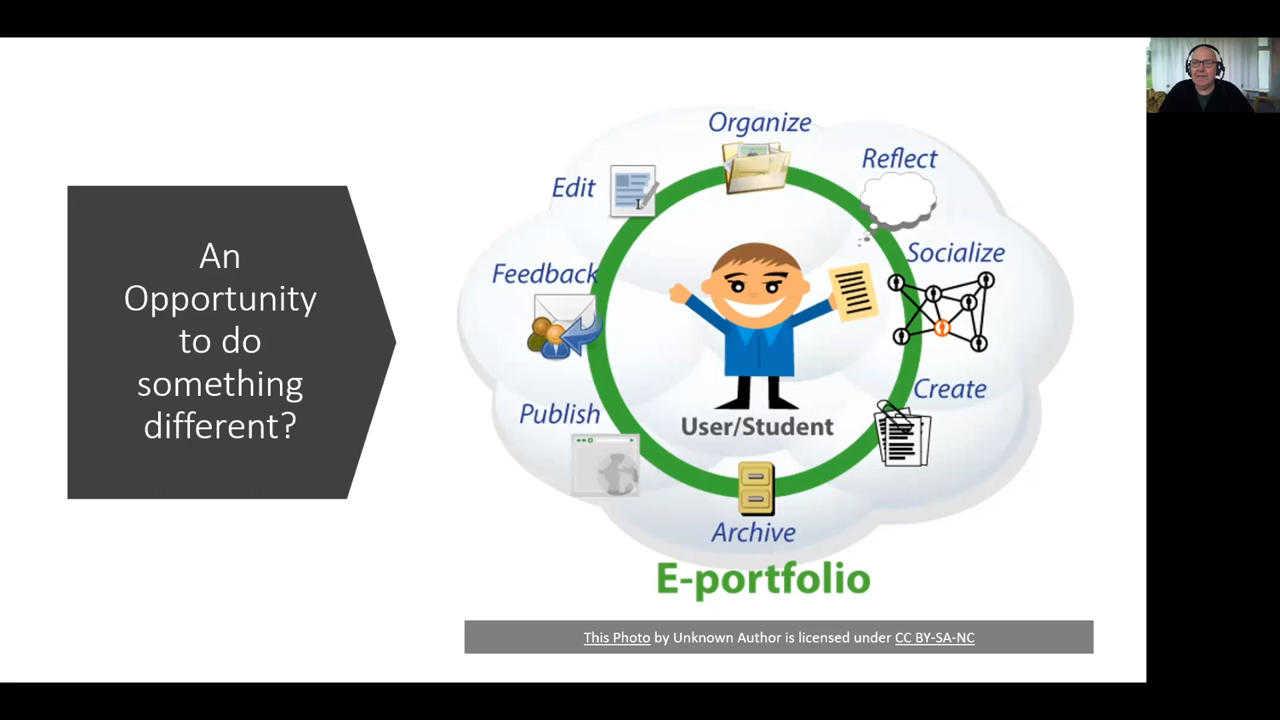 An
Opportunity
to do
something
different?
Organize
Reflect
Edit
Socialize
Feedback
Create
Publish
User/Student
Archive
E-portfolio
This Photo by Unknown Author is licensed under CC BY-SA-NC